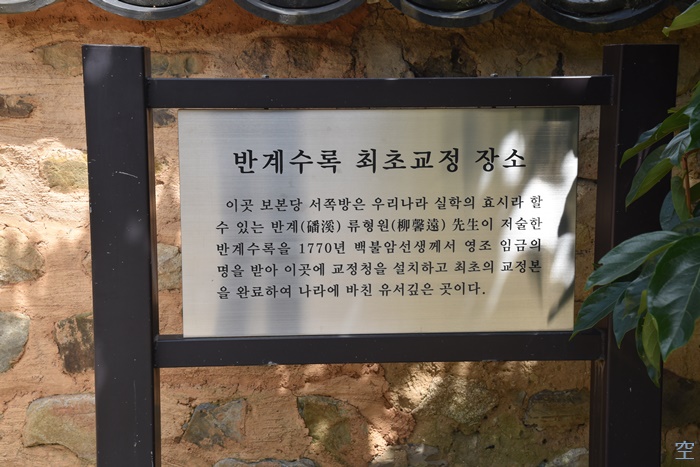 반계수록 최초교정 장소
이곳 보본당 서쪽방은 우리나라 실학의 효시라 할
수 있는 반계(磻溪) 류형원(柳馨遠) 先生이 저술한
반계수록을 1770년 백불암선생께서 영조 임금의
명을 받아 이곳에 교정청을 설치하고 최초의 교정본
을 완료하여 나라에 바친 유서깊은 곳이다.
空